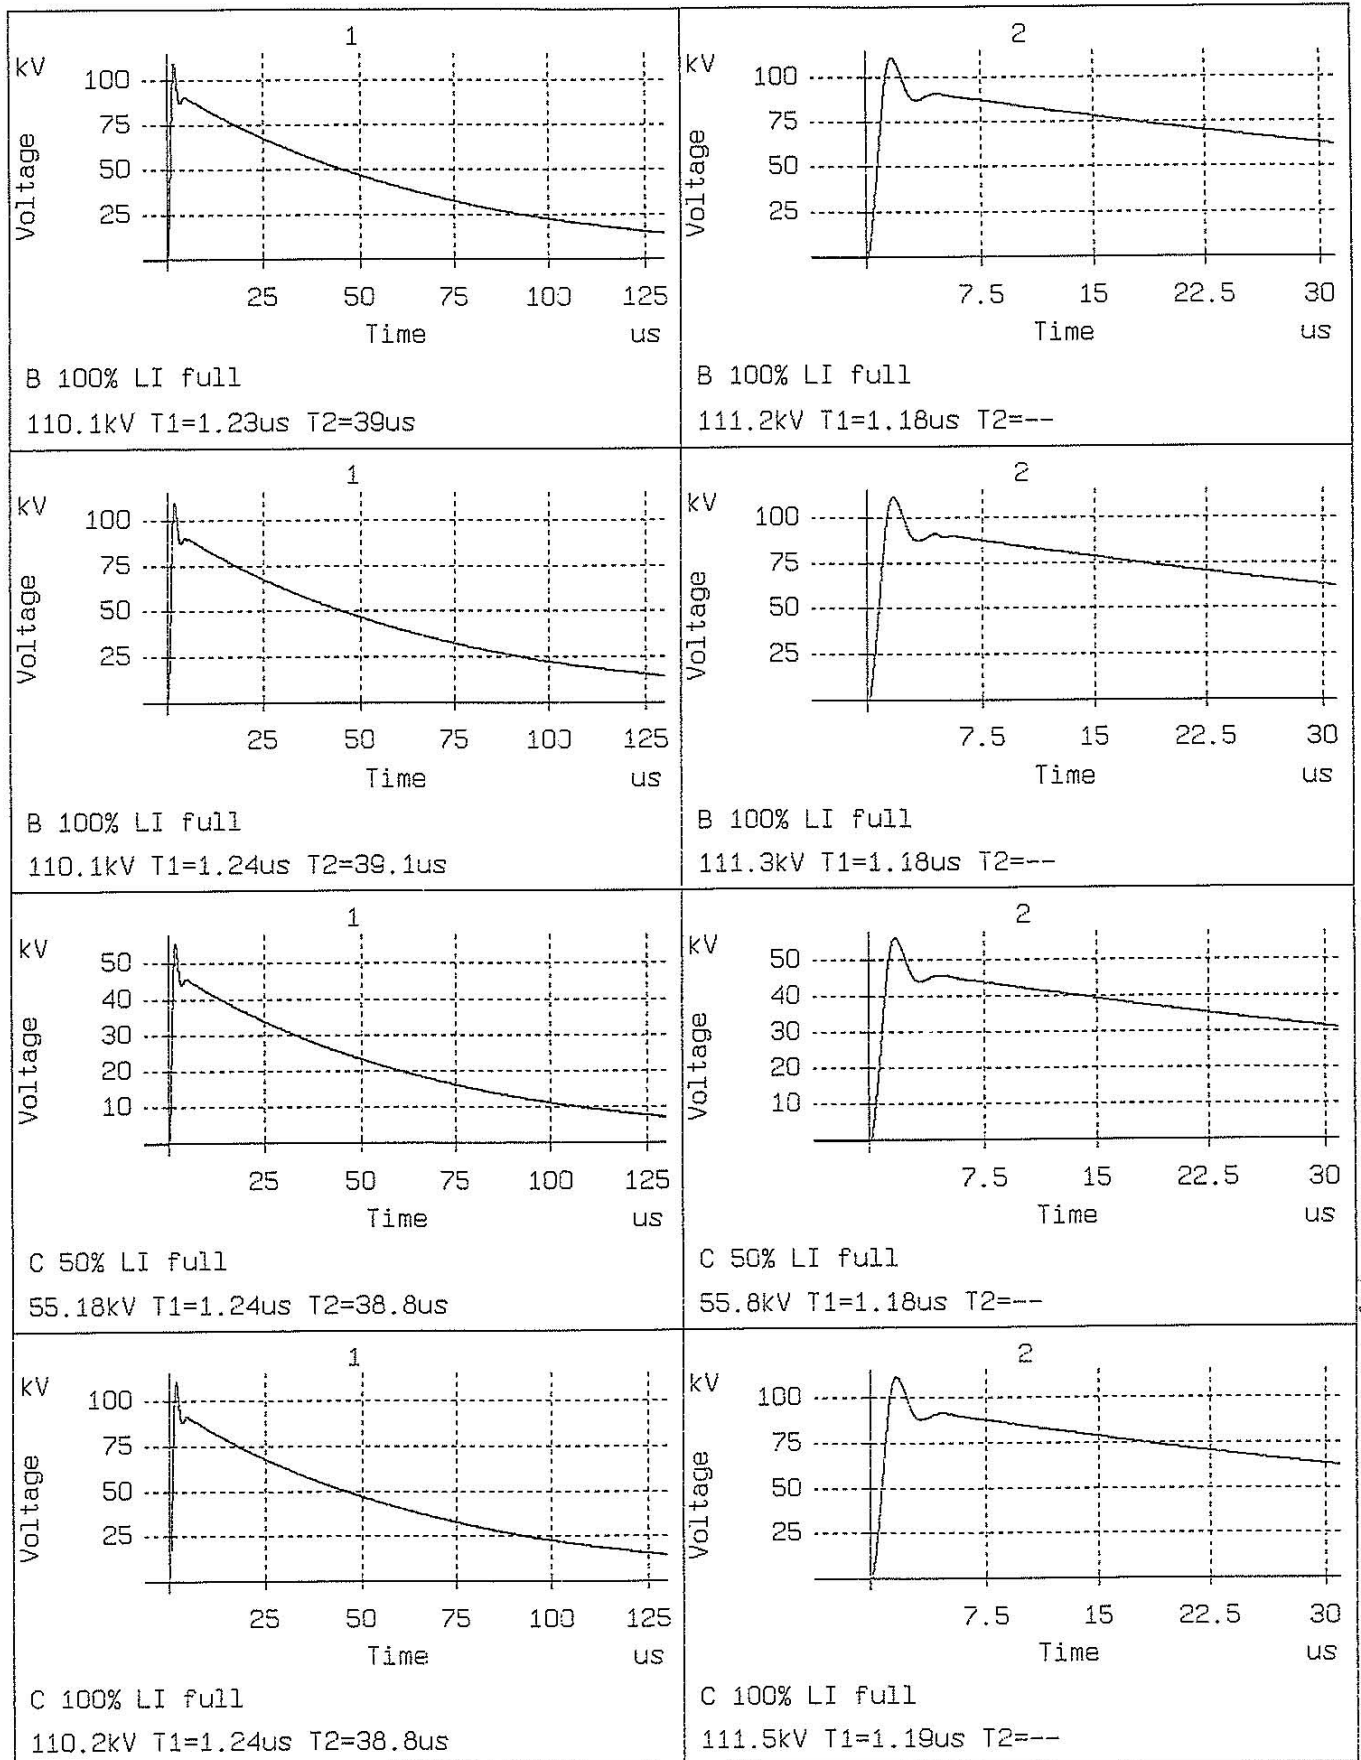 1
kV
100
75
50
25
Voltage
25 50 75 100 125
Time us
B 100% LI full
110.1kV T1=1.23us T2=39us
2
kV
100
75
50
25
Voltage
7.5 15 22.5 30
Time us
B 100% LI full
111.2kV T1=1.18us T2=--
1
kV
100
75
50
25
Voltage
25 50 75 100 125
Time us
B 100% LI full
110.1kV T1=1.24us T2=39.1us
2
kV
100
75
50
25
Voltage
7.5 15 22.5 30
Time us
B 100% LI full
111.3kV T1=1.18us T2=--
1
kV
50
40
30
20
10
Voltage
25 50 75 100 125
Time us
C 50% LI full
55.18kV T1=1.24us T2=38.8us
2
kV
50
40
30
20
10
Voltage
7.5 15 22.5 30
Time us
C 50% LI full
55.8kV T1=1.18us T2=--
1
kV
100
75
50
25
Voltage
25 50 75 100 125
Time us
C 100% LI full
110.2kV T1=1.24us T2=38.8us
2
kV
100
75
50
25
Voltage
7.5 15 22.5 30
Time us
C 100% LI full
111.5kV T1=1.19us T2=--